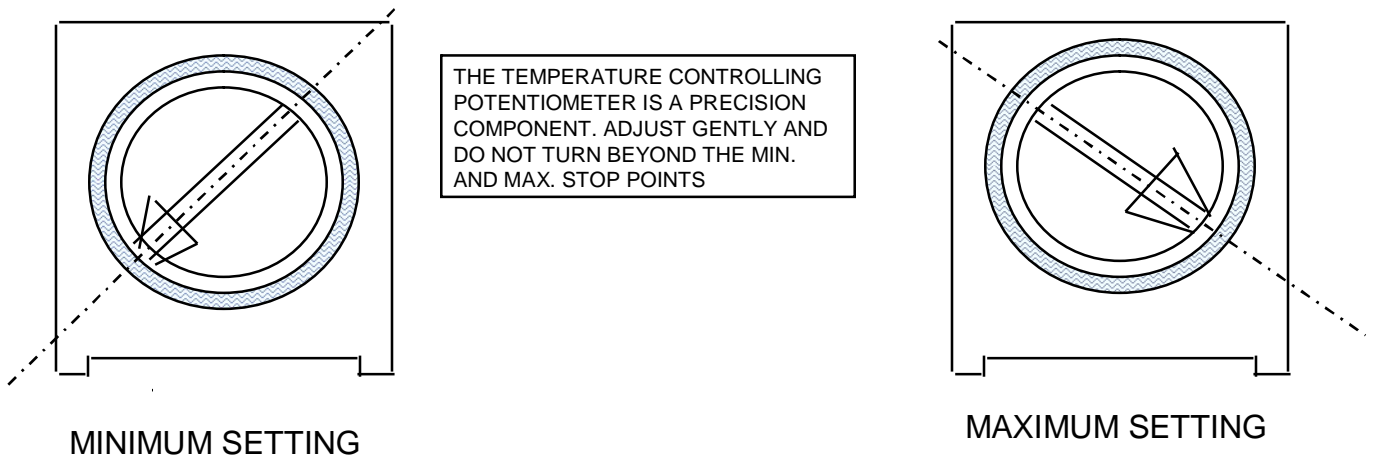 THE TEMPERATURE CONTROLLING
POTENTIOMETER IS A PRECISION
COMPONENT. ADJUST GENTLY AND
DO NOT TURN BEYOND THE MIN.
AND MAX. STOP POINTS
MINIMUM SETTING
MAXIMUM SETTING